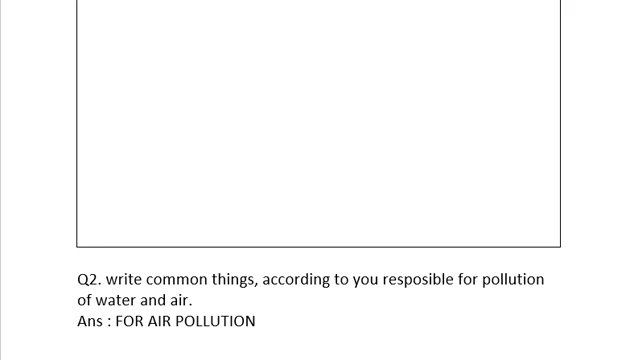 Q2. write common things, according to you resposible for pollution
of water and air.
Ans : FOR AIR POLLUTION